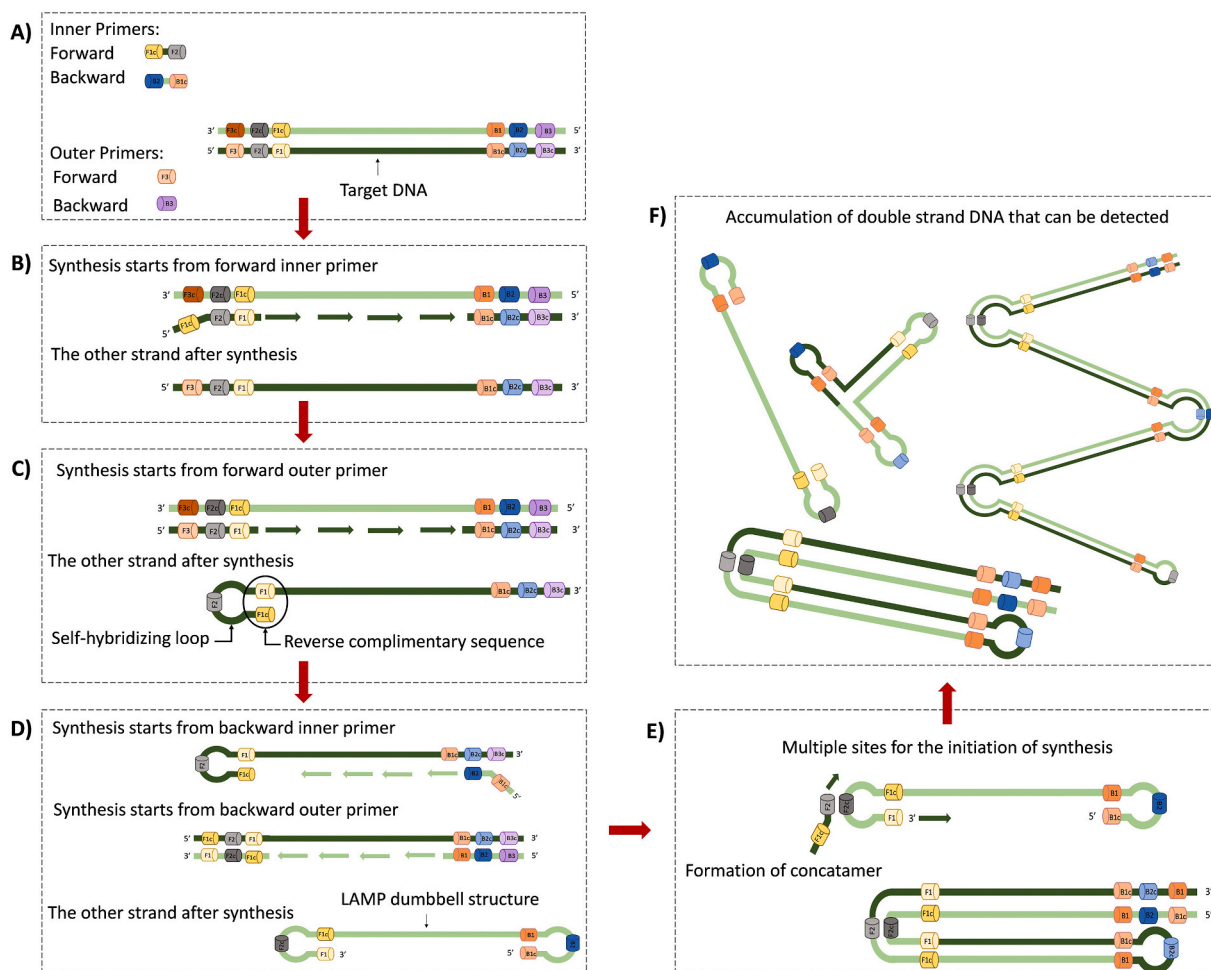 A)
Inner Primers:
Forward F1c F2
Backward B2 B1c
3' F3c F2c F1c B1 B2 B3 5'
5' F3 F2 F1 B1c B2c B3c 3'
Outer Primers:
Forward F3
Backward B3
Target DNA
B)
Synthesis starts from forward inner primer
3' F3c F2c F1c B1 B2 B3 5'
5' F1c F2 F1 B1c B2c B3c 3'
The other strand after synthesis
5' F3 F2 F1 B1c B2c B3c 3'
C)
Synthesis starts from forward outer primer
3' F3c F2c F1c B1 B2 B3 5'
5' F3 F2 F1 B1c B2c B3c 3'
The other strand after synthesis
F2 F1 B1c B2c B3c 3'
F1c
Self-hybridizing loop
Reverse complimentary sequence
D)
Synthesis starts from backward inner primer
F2 F1 B1c B2c B3c 3'
F1c B2 B1c 5'
Synthesis starts from backward outer primer
5' F1c F2 F1 B1c B2c B3c 3'
3' F1 F2c F1c B1 B2 B3 5'
LAMP dumbbell structure
The other strand after synthesis
F2c F1c B1
F1 3' 5' B1c
E)
Multiple sites for the initiation of synthesis
F2 F2c F1c B1 B2
F1c F1 3' 5' B1c
Formation of concatamer
F1 B1c B2c B1 3'
F1c B1 B2 B1c 5'
F2 F2c F1 B1c B2c
F1c B1
F)
Accumulation of double strand DNA that can be detected